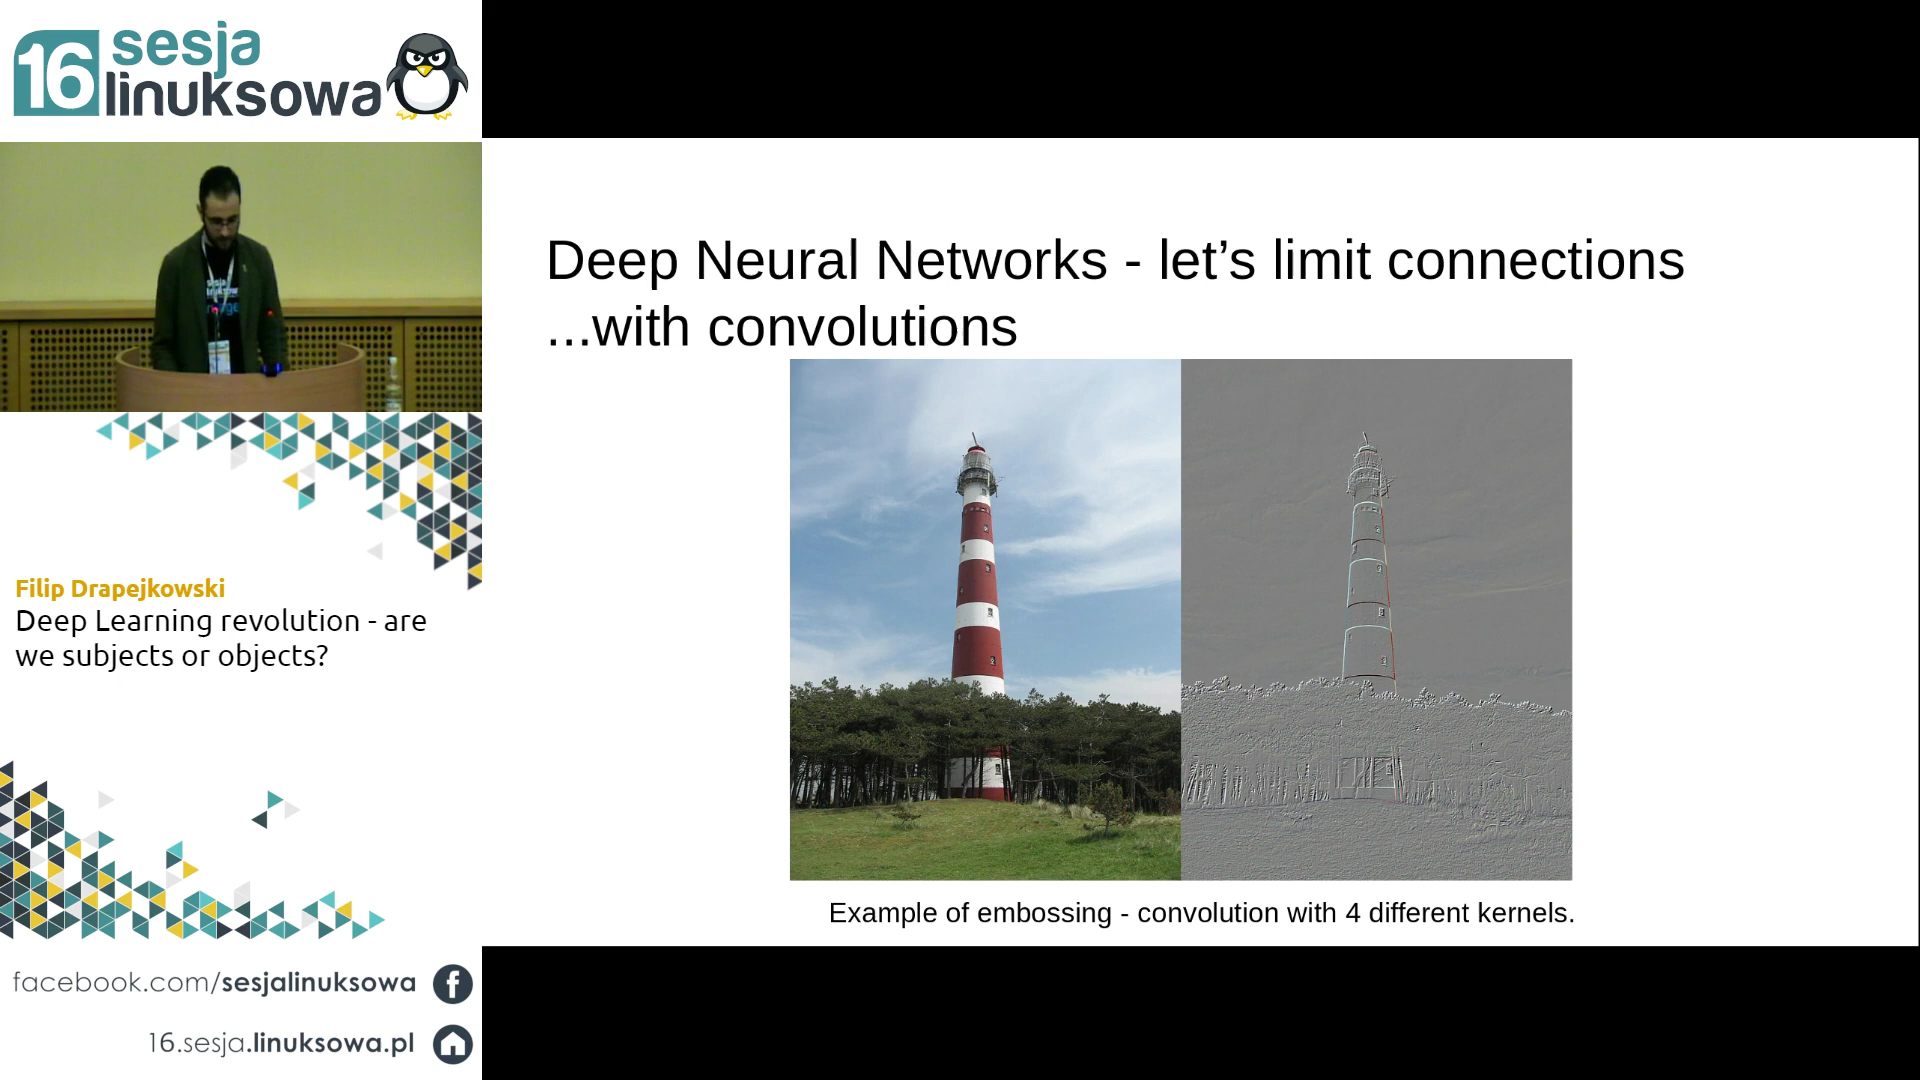 16 sesja
linuksowa
Filip Drapejkowski
Deep Learning revolution - are
we subjects or objects?
facebook.com/sesjalinuksowa
16.sesja.linuksowa.pl
Deep Neural Networks - let’s limit connections
...with convolutions
Example of embossing - convolution with 4 different kernels.